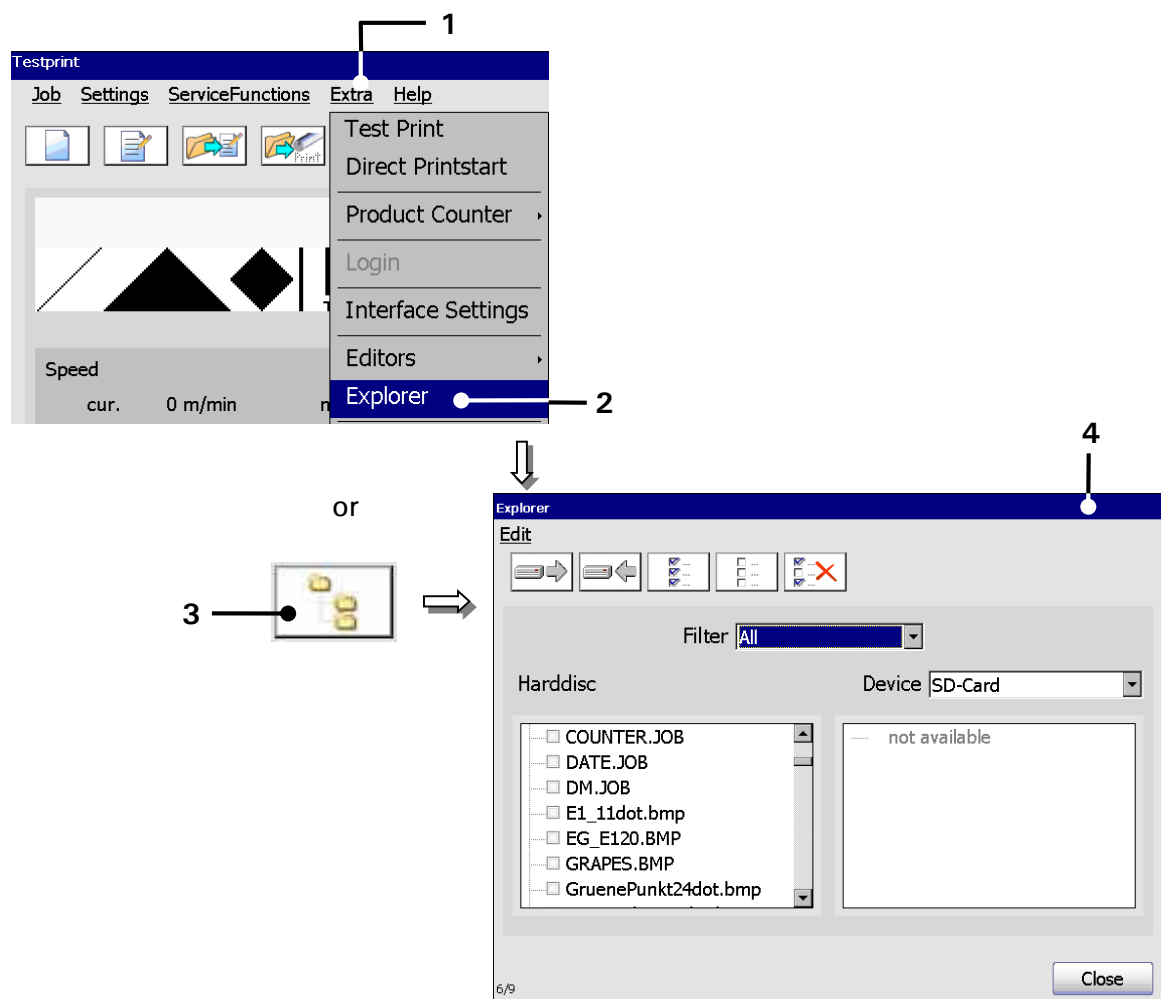 1
Testprint
Job Settings ServiceFunctions Extra Help
Print
Test Print
Direct Printstart
Product Counter
Login
Interface Settings
Editors
Explorer
2
Speed
cur. 0 m/min
4
or
3
Explorer
Edit
Filter All
Harddisc
Device SD-Card
COUNTER.JOB
DATE.JOB
DM.JOB
E1_11dot.bmp
EG_E120.BMP
GRAPES.BMP
GruenePunkt24dot.bmp
not available
Close
6/9